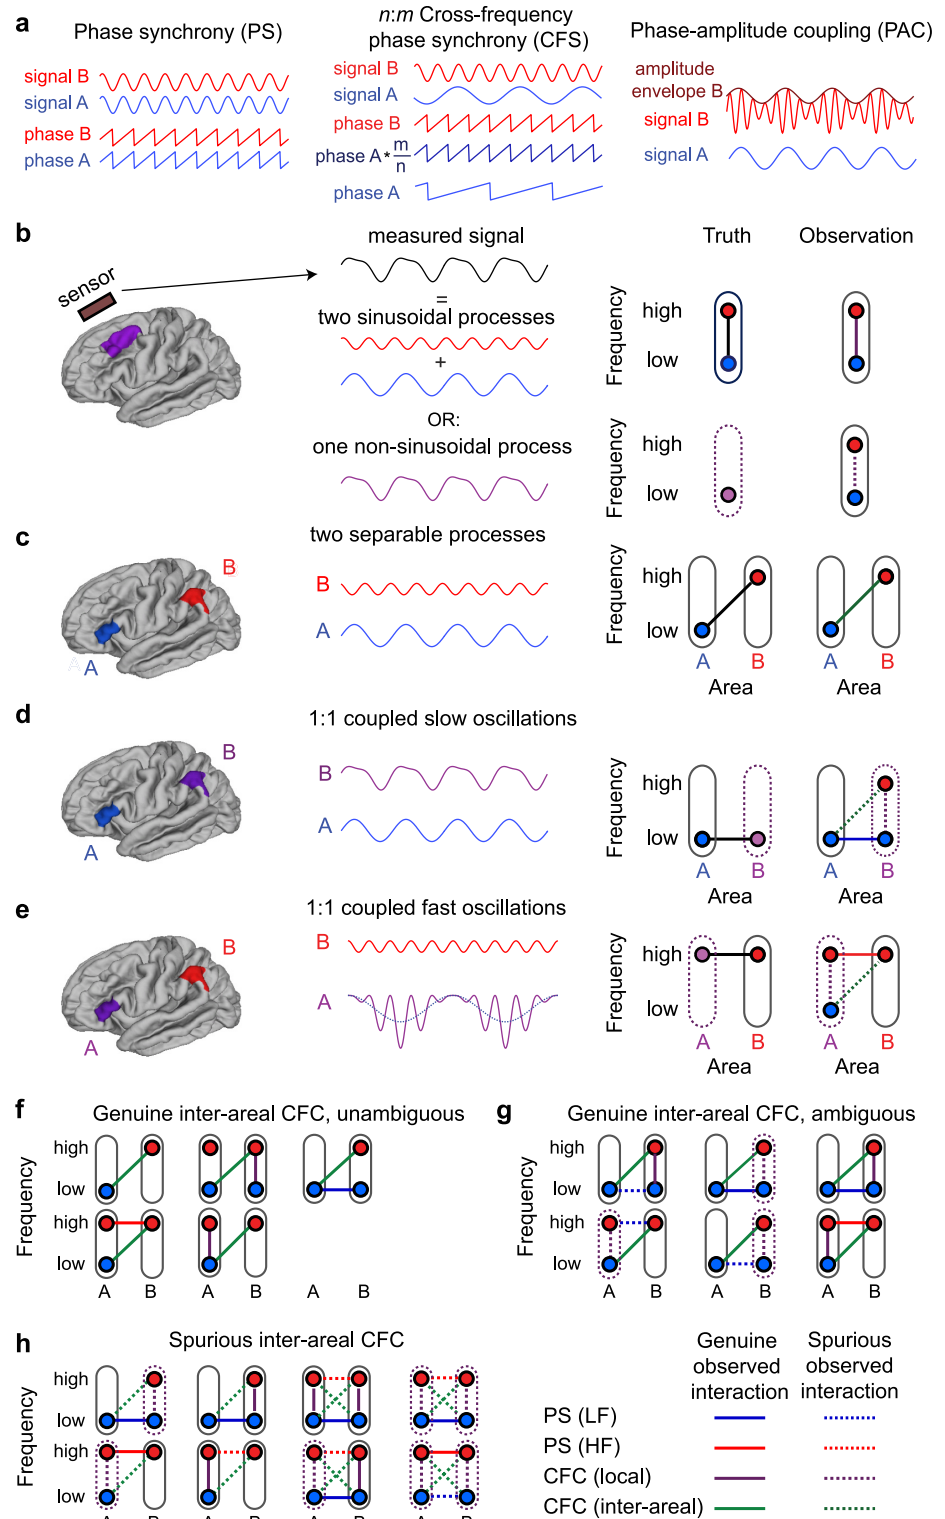 a
Phase synchrony (PS)
signal B
signal A
phase B
phase A
n:m Cross-frequency
phase synchrony (CFS)
signal B
signal A
phase B
phase A * m/n
phase A
Phase-amplitude coupling (PAC)
amplitude
envelope B
signal B
signal A
b
sensor
measured signal
=
two sinusoidal processes
+
OR:
one non-sinusoidal process
Truth
Observation
Frequency
high
low
Frequency
high
low
c
B
A
two separable processes
B
A
Frequency
high
low
A B
Area
A B
Area
d
B
A
1:1 coupled slow oscillations
B
A
Frequency
high
low
A B
Area
A B
Area
e
B
A
1:1 coupled fast oscillations
B
A
Frequency
high
low
A B
Area
A B
Area
f
Genuine inter-areal CFC, unambiguous
Frequency
high
low
high
low
A B A B A B
g
Genuine inter-areal CFC, ambiguous
Frequency
high
low
high
low
A B A B A B
h
Spurious inter-areal CFC
Frequency
high
low
high
low
A B A B A B A B
Genuine
observed
interaction
Spurious
observed
interaction
PS (LF)
PS (HF)
CFC (local)
CFC (inter-areal)